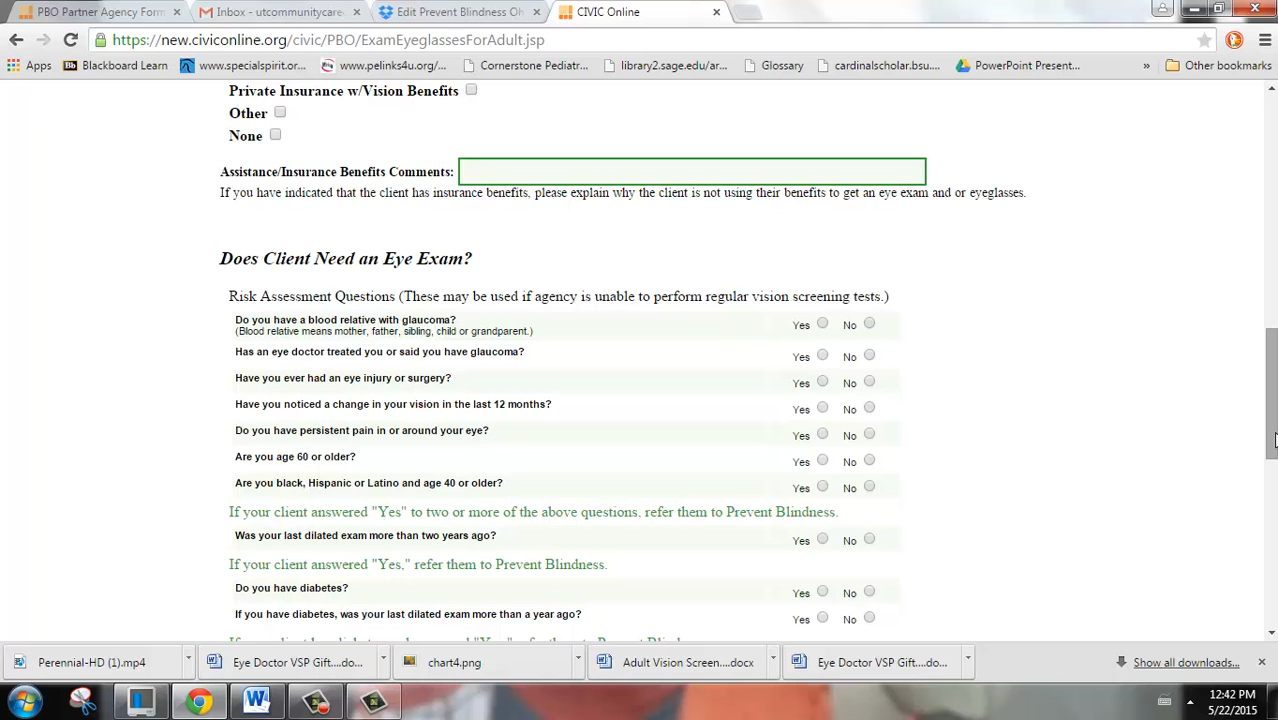 PBO Partner Agency Form
Inbox - utcommunitycare
Edit Prevent Blindness Oh
CIVIC Online
https://new.civiconline.org/civic/PBO/ExamEyeglassesForAdult.jsp
Apps
Bb Blackboard Learn
www.specialspirit.or...
www.pelinks4u.org/...
Cornerstone Pediatr...
library2.sage.edu/ar...
Glossary
cardinalscholar.bsu....
PowerPoint Present...
»
Other bookmarks
Private Insurance w/Vision Benefits
Other
None
Assistance/Insurance Benefits Comments:
If you have indicated that the client has insurance benefits, please explain why the client is not using their benefits to get an eye exam and or eyeglasses.
Does Client Need an Eye Exam?
Risk Assessment Questions (These may be used if agency is unable to perform regular vision screening tests.)
Do you have a blood relative with glaucoma? Yes No
(Blood relative means mother, father, sibling, child or grandparent.)
Has an eye doctor treated you or said you have glaucoma? Yes No
Have you ever had an eye injury or surgery? Yes No
Have you noticed a change in your vision in the last 12 months? Yes No
Do you have persistent pain in or around your eye? Yes No
Are you age 60 or older? Yes No
Are you black, Hispanic or Latino and age 40 or older? Yes No
If your client answered "Yes" to two or more of the above questions, refer them to Prevent Blindness.
Was your last dilated exam more than two years ago? Yes No
If your client answered "Yes," refer them to Prevent Blindness.
Do you have diabetes? Yes No
If you have diabetes, was your last dilated exam more than a year ago? Yes No
Perennial-HD (1).mp4
Eye Doctor VSP Gift....docx
chart4.png
Adult Vision Screen....docx
Eye Doctor VSP Gift....docx
Show all downloads...
12:42 PM
5/22/2015